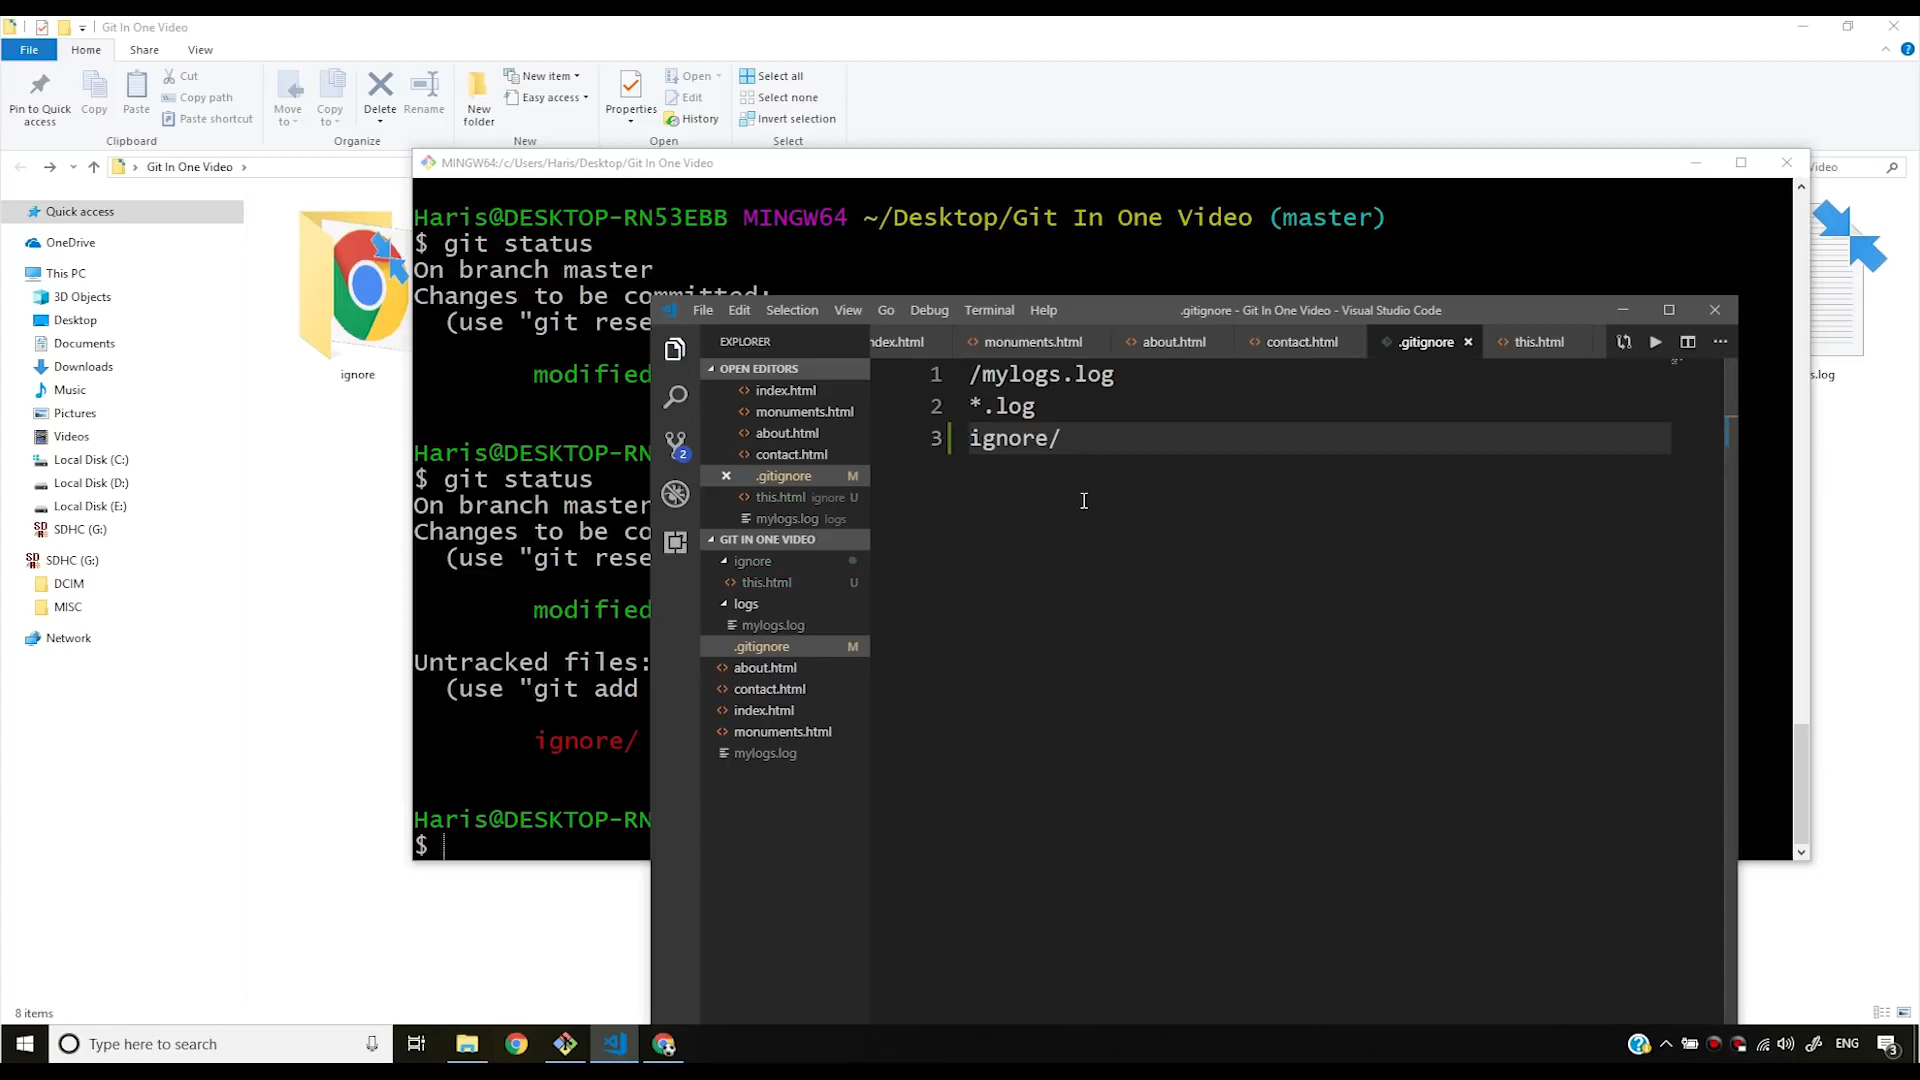 Git In One Video
File Home Share View
Pin to Quick access
Copy
Paste
Cut
Copy path
Paste shortcut
Clipboard
Move to
Copy to
Delete
Rename
Organize
New folder
New item
Easy access
New
Properties
Open
Edit
History
Open
Select all
Select none
Invert selection
Select
Git In One Video
Video
Quick access
OneDrive
This PC
3D Objects
Desktop
Documents
Downloads
Music
Pictures
Videos
Local Disk (C:)
Local Disk (D:)
Local Disk (E:)
SDHC (G:)
SDHC (G:)
DCIM
MISC
Network
ignore
s.log
8 items
MINGW64:/c/Users/Haris/Desktop/Git In One Video
Haris@DESKTOP-RN53EBB MINGW64 ~/Desktop/Git In One Video (master)
$ git status
On branch master
Changes to be committed:
(use "git rese
modified
Haris@DESKTOP-RN
$ git status
On branch master
Changes to be co
(use "git rese
modified
Untracked files:
(use "git add
ignore/
Haris@DESKTOP-RN
$
File Edit Selection View Go Debug Terminal Help
.gitignore - Git In One Video - Visual Studio Code
EXPLORER
ndex.html monuments.html about.html contact.html .gitignore this.html
OPEN EDITORS
index.html
monuments.html
about.html
contact.html
.gitignore M
this.html ignore U
mylogs.log logs
GIT IN ONE VIDEO
ignore
this.html U
logs
mylogs.log
.gitignore M
about.html
contact.html
index.html
monuments.html
mylogs.log
2
1 /mylogs.log
2 *.log
3 ignore/
Type here to search
ENG
3